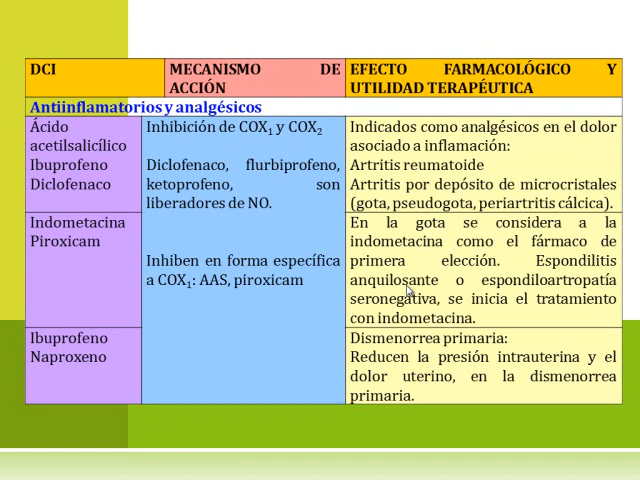 DCI
MECANISMO DE
ACCIÓN
EFECTO FARMACOLÓGICO Y
UTILIDAD TERAPÉUTICA
Antiinflamatorios y analgésicos
Ácido
acetilsalicílico
Ibuprofeno
Diclofenaco
Inhibición de COX₁ y COX₂
Diclofenaco, flurbiprofeno,
ketoprofeno, son
liberadores de NO.
Inhiben en forma específica
a COX₁: AAS, piroxicam
Indicados como analgésicos en el dolor
asociado a inflamación:
Artritis reumatoide
Artritis por depósito de microcristales
(gota, pseudogota, periartritis cálcica).
Indometacina
Piroxicam
En la gota se considera a la
indometacina como el fármaco de
primera elección. Espondilitis
anquilosante o espondiloartropatía
seronegativa, se inicia el tratamiento
con indometacina.
Ibuprofeno
Naproxeno
Dismenorrea primaria:
Reducen la presión intrauterina y el
dolor uterino, en la dismenorrea
primaria.